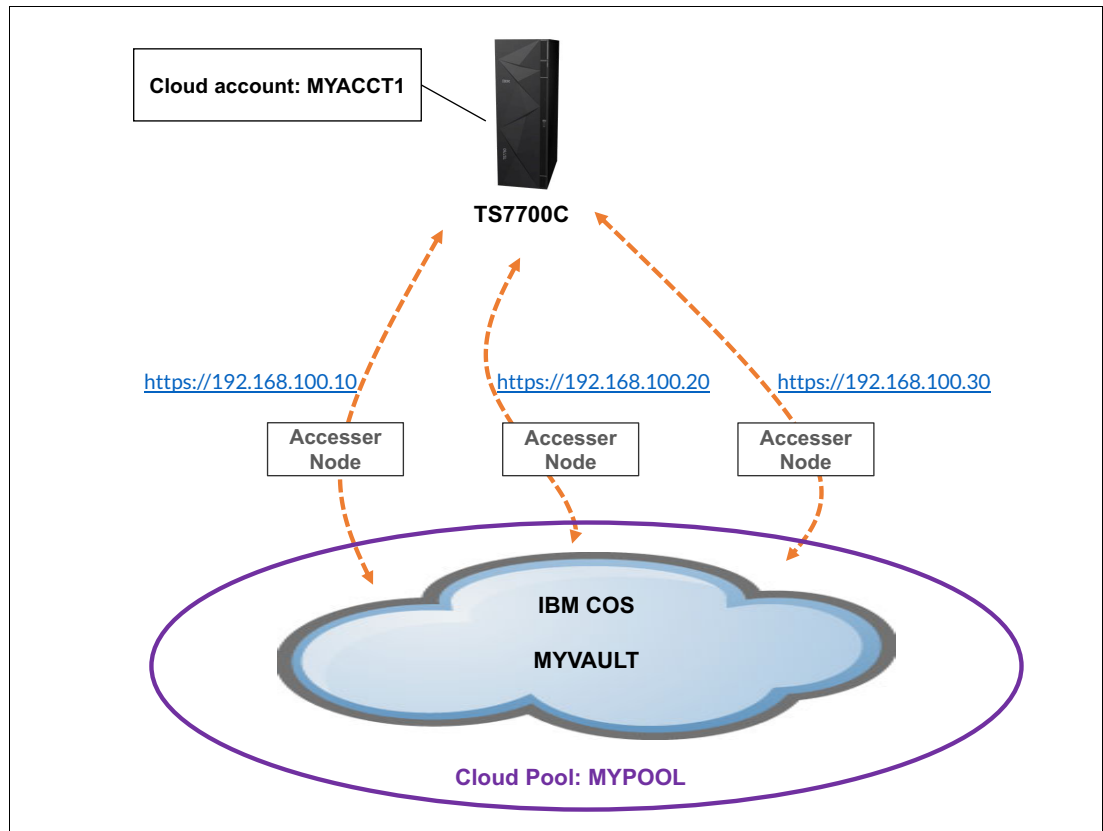 Cloud account: MYACCT1
TS7700C
https://192.168.100.10
https://192.168.100.20
https://192.168.100.30
Accesser
Node
Accesser
Node
Accesser
Node
IBM COS
MYVAULT
Cloud Pool: MYPOOL